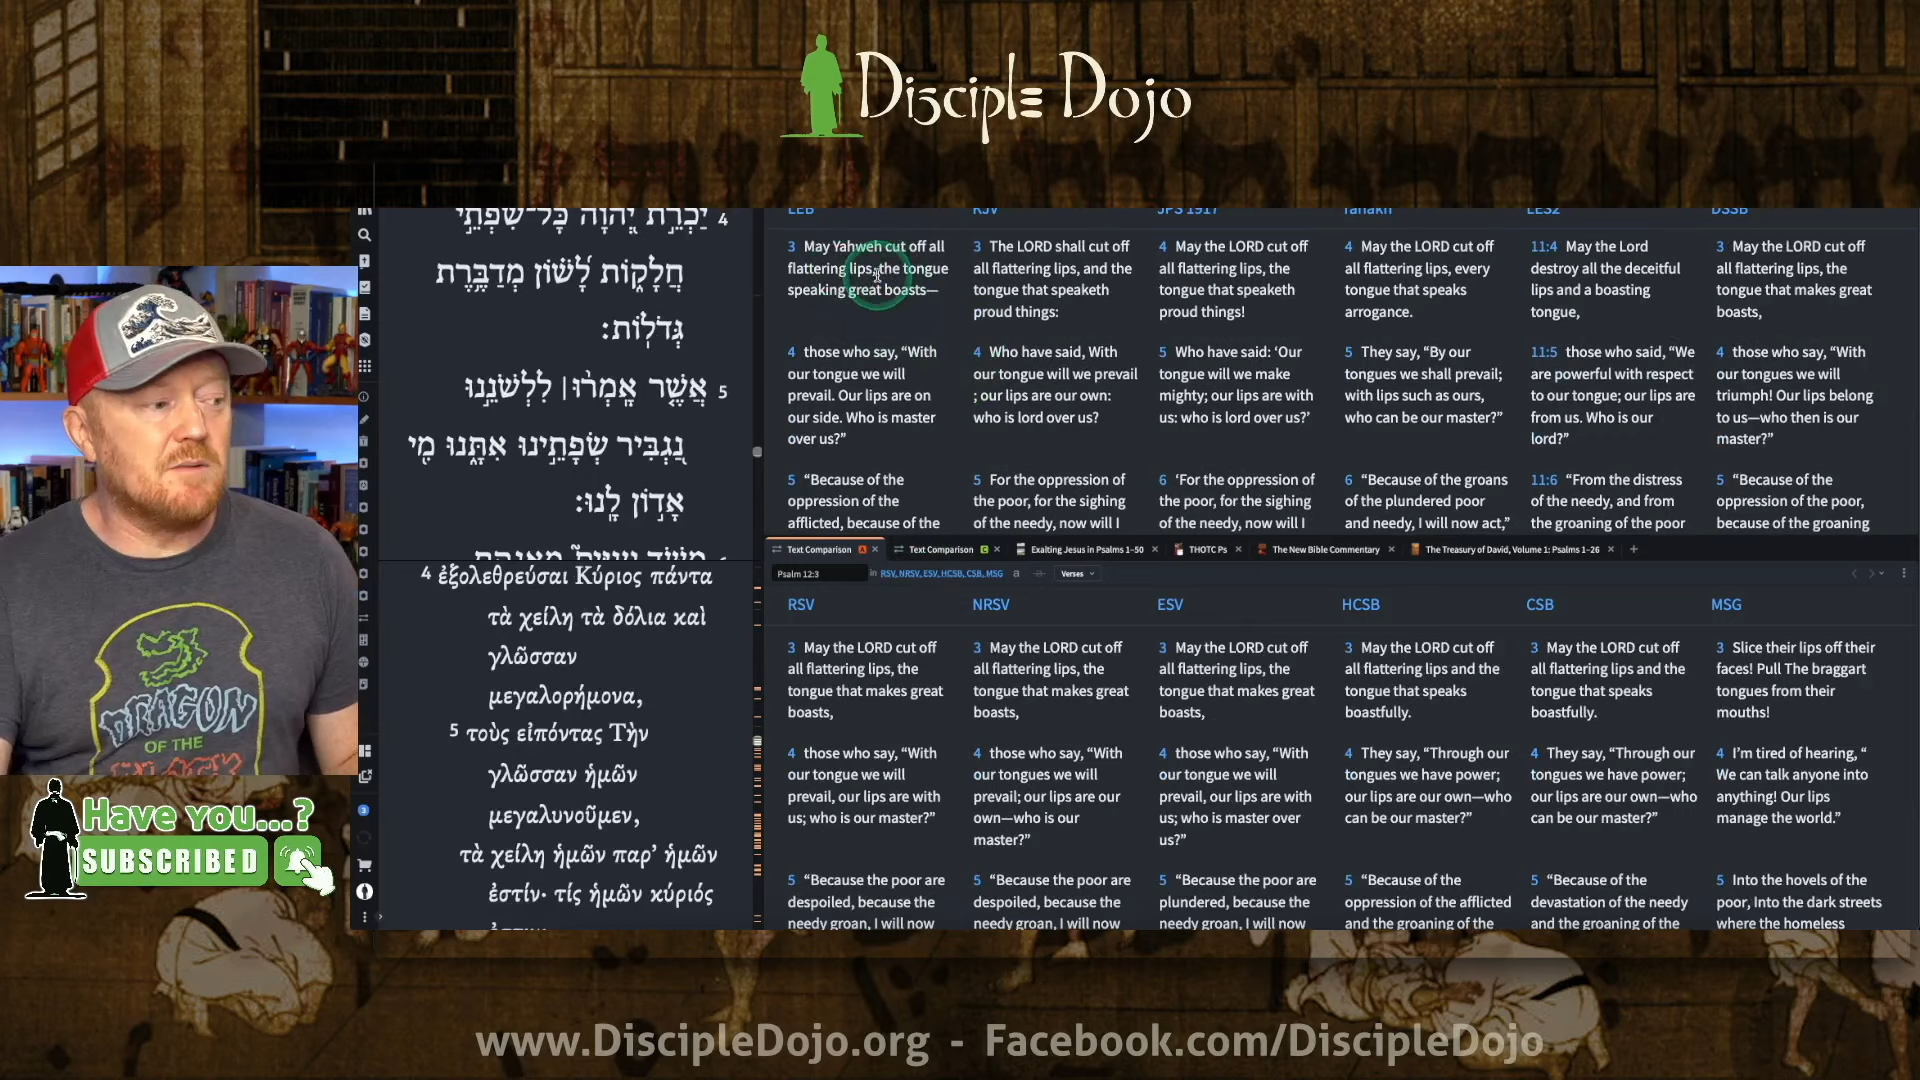 Disciple Dojo
4 יַכְרֵ֣ת יְ֭הוָה כָּל־שִׂפְתֵ֣י
חֲלָק֑וֹת לָ֝שׁ֗וֹן מְדַבֶּ֥רֶת
גְּדֹלֽוֹת׃
5 אֲשֶׁ֤ר אָֽמְר֨וּ׀ לִלְשֹׁנֵ֣נוּ
נַ֭גְבִּיר שְׂפָתֵ֣ינוּ אִתָּ֑נוּ מִ֖י
אָד֣וֹן לָֽנוּ׃
4 ἐξολεθρεύσαι Κύριος πάντα
τὰ χείλη τὰ δόλια καὶ
γλῶσσαν
μεγαλορήμονα,
5 τοὺς εἰπόντας Τὴν
γλῶσσαν ἡμῶν
μεγαλυνοῦμεν,
τὰ χείλη ἡμῶν παρ’ ἡμῶν
ἐστίν· τίς ἡμῶν κύριός
LEB
3 May Yahweh cut off all
flattering lips, the tongue
speaking great boasts—
4 those who say, “With
our tongue we will
prevail. Our lips are on
our side. Who is master
over us?”
5 “Because of the
oppression of the
afflicted, because of the
KJV
3 The LORD shall cut off
all flattering lips, and the
tongue that speaketh
proud things:
4 Who have said, With
our tongue will we prevail
; our lips are our own:
who is lord over us?
5 For the oppression of
the poor, for the sighing
of the needy, now will I
JPS 1917
4 May the LORD cut off
all flattering lips, the
tongue that speaketh
proud things!
5 Who have said: ‘Our
tongue will we make
mighty; our lips are with
us: who is lord over us?’
6 ‘For the oppression of
the poor, for the sighing
of the needy, now will I
Tanakh
4 May the LORD cut off
all flattering lips, every
tongue that speaks
arrogance.
5 They say, “By our
tongues we shall prevail;
with lips such as ours,
who can be our master?”
6 “Because of the groans
of the plundered poor
and needy, I will now act,”
LES2
11:4 May the Lord
destroy all the deceitful
lips and a boasting
tongue,
11:5 those who said, “We
are powerful with respect
to our tongue; our lips are
from us. Who is our
lord?”
11:6 “From the distress
of the needy, and from
the groaning of the poor
DSSB
3 May the LORD cut off
all flattering lips, the
tongue that makes great
boasts,
4 those who say, “With
our tongues we will
triumph! Our lips belong
to us—who then is our
master?”
5 “Because of the
oppression of the poor,
because of the groaning
Text Comparison A Text Comparison C Exalting Jesus in Psalms 1–50 THOTC Ps The New Bible Commentary The Treasury of David, Volume 1: Psalms 1–26
Psalm 12:3 in RSV, NRSV, ESV, HCSB, CSB, MSG a Verses
RSV
3 May the LORD cut off
all flattering lips, the
tongue that makes great
boasts,
4 those who say, “With
our tongue we will
prevail, our lips are with
us; who is our master?”
5 “Because the poor are
despoiled, because the
needy groan, I will now
NRSV
3 May the LORD cut off
all flattering lips, the
tongue that makes great
boasts,
4 those who say, “With
our tongues we will
prevail; our lips are our
own—who is our
master?”
5 “Because the poor are
despoiled, because the
needy groan, I will now
ESV
3 May the LORD cut off
all flattering lips, the
tongue that makes great
boasts,
4 those who say, “With
our tongue we will
prevail, our lips are with
us; who is master over
us?”
5 “Because the poor are
plundered, because the
needy groan, I will now
HCSB
3 May the LORD cut off
all flattering lips and the
tongue that speaks
boastfully.
4 They say, “Through our
tongues we have power;
our lips are our own—who
can be our master?”
5 “Because of the
oppression of the afflicted
and the groaning of the
CSB
3 May the LORD cut off
all flattering lips and the
tongue that speaks
boastfully.
4 They say, “Through our
tongues we have power;
our lips are our own—who
can be our master?”
5 “Because of the
devastation of the needy
and the groaning of the
MSG
3 Slice their lips off their
faces! Pull The braggart
tongues from their
mouths!
4 I’m tired of hearing, “
We can talk anyone into
anything! Our lips
manage the world.”
5 Into the hovels of the
poor, Into the dark streets
where the homeless
DRAGON
OF THE
Have you...?
SUBSCRIBED
www.DiscipleDojo.org - Facebook.com/DiscipleDojo